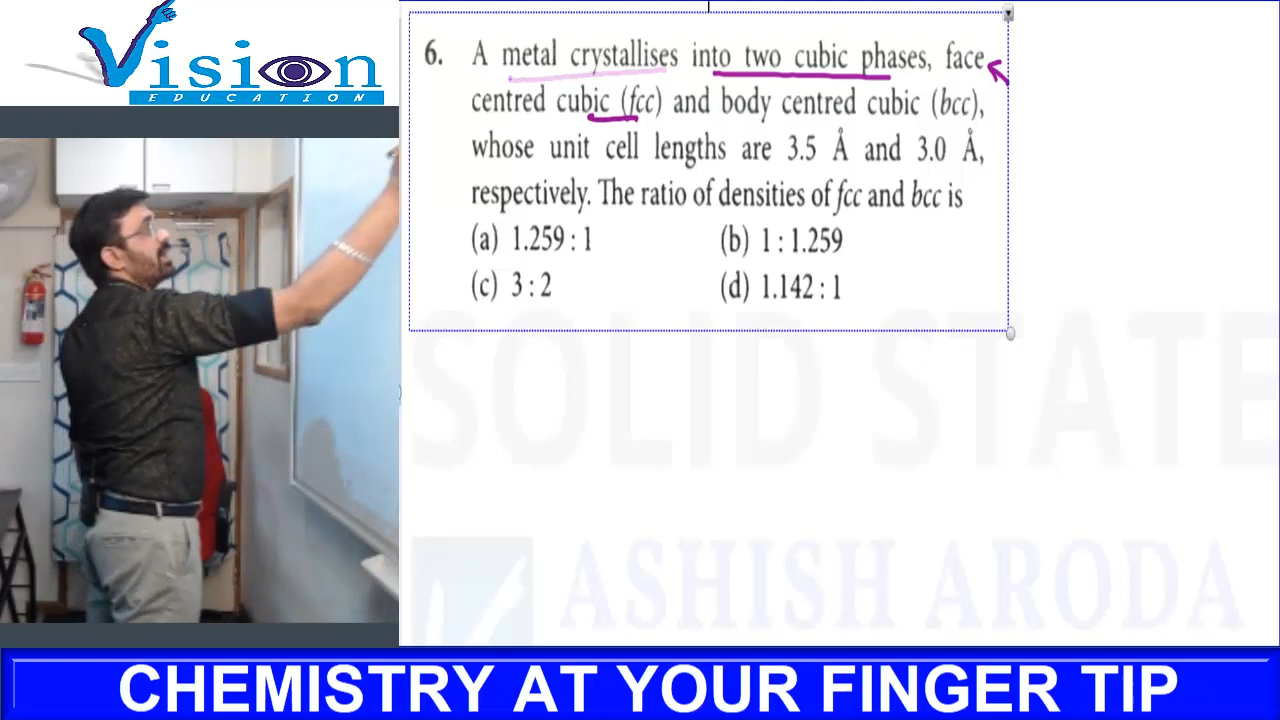 Vision
EDUCATION
6. A metal crystallises into two cubic phases, face
centred cubic (fcc) and body centred cubic (bcc),
whose unit cell lengths are 3.5 Å and 3.0 Å,
respectively. The ratio of densities of fcc and bcc is
(a) 1.259 : 1 (b) 1 : 1.259
(c) 3 : 2 (d) 1.142 : 1
SOLID STATE
ASHISH ARODA
CHEMISTRY AT YOUR FINGER TIP